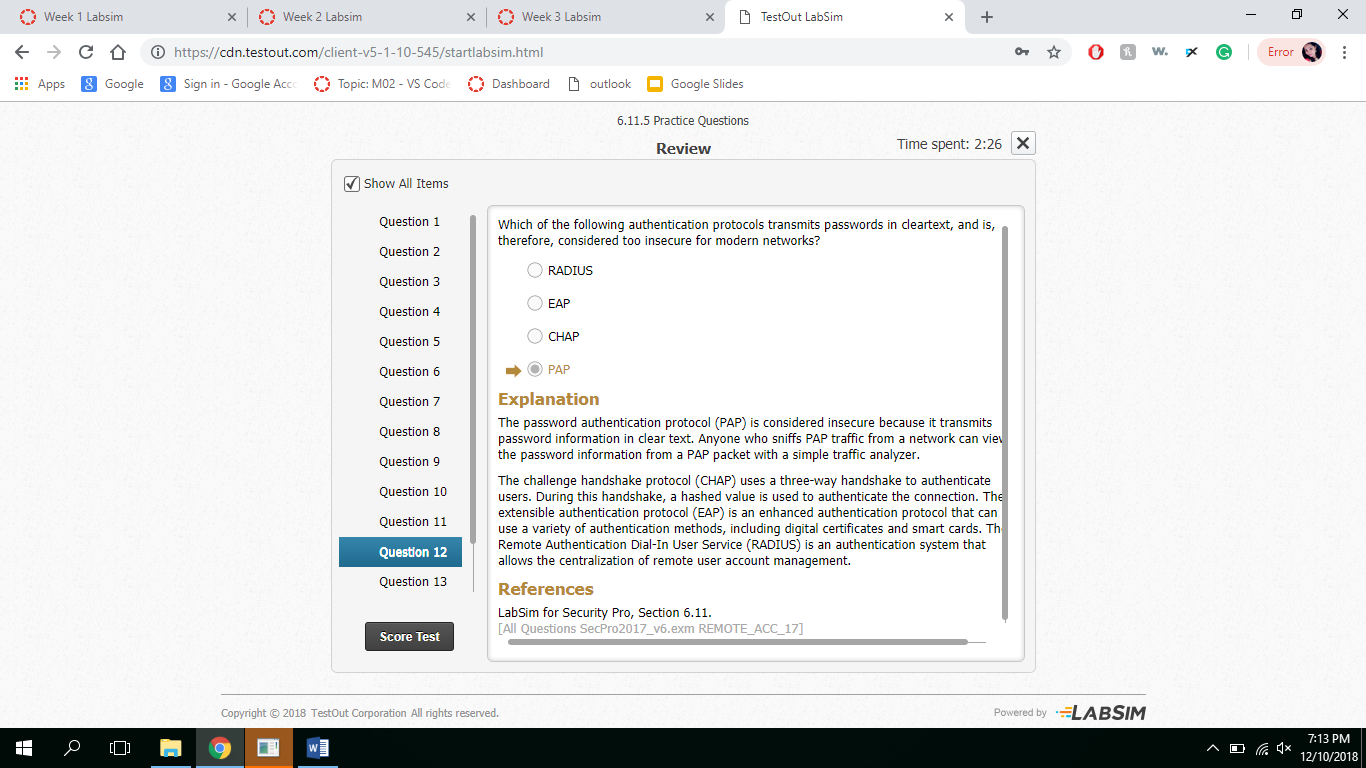 Week 1 Labsim
Week 2 Labsim
Week 3 Labsim
TestOut LabSim
https://cdn.testout.com/client-v5-1-10-545/startlabsim.html
Error
Apps
Google
Sign in - Google Acc
Topic: M02 - VS Code
Dashboard
outlook
Google Slides
6.11.5 Practice Questions
Review
Time spent: 2:26
Show All Items
Question 1
Question 2
Question 3
Question 4
Question 5
Question 6
Question 7
Question 8
Question 9
Question 10
Question 11
Question 12
Question 13
Score Test
Which of the following authentication protocols transmits passwords in cleartext, and is,
therefore, considered too insecure for modern networks?
RADIUS
EAP
CHAP
PAP
Explanation
The password authentication protocol (PAP) is considered insecure because it transmits
password information in clear text. Anyone who sniffs PAP traffic from a network can view
the password information from a PAP packet with a simple traffic analyzer.
The challenge handshake protocol (CHAP) uses a three-way handshake to authenticate
users. During this handshake, a hashed value is used to authenticate the connection. The
extensible authentication protocol (EAP) is an enhanced authentication protocol that can
use a variety of authentication methods, including digital certificates and smart cards. The
Remote Authentication Dial-In User Service (RADIUS) is an authentication system that
allows the centralization of remote user account management.
References
LabSim for Security Pro, Section 6.11.
[All Questions SecPro2017_v6.exm REMOTE_ACC_17]
Copyright © 2018 TestOut Corporation All rights reserved.
Powered by LABSIM
7:13 PM
12/10/2018